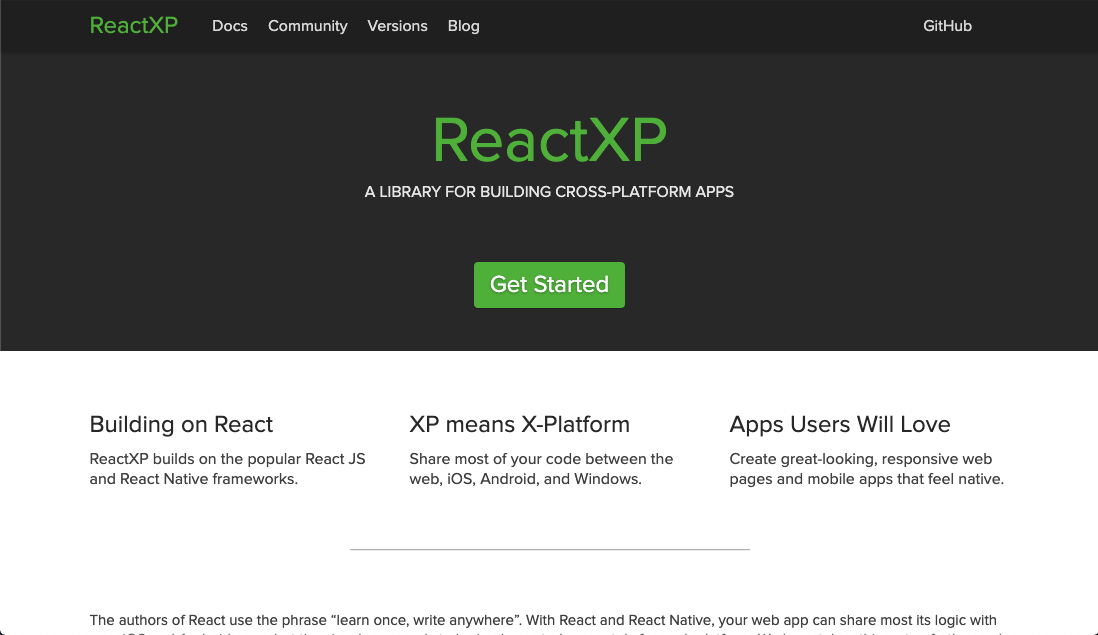 ReactXP Docs Community Versions Blog GitHub
ReactXP
A LIBRARY FOR BUILDING CROSS-PLATFORM APPS
Get Started
Building on React
ReactXP builds on the popular React JS
and React Native frameworks.
XP means X-Platform
Share most of your code between the
web, iOS, Android, and Windows.
Apps Users Will Love
Create great-looking, responsive web
pages and mobile apps that feel native.
The authors of React use the phrase “learn once, write anywhere”. With React and React Native, your web app can share most its logic with